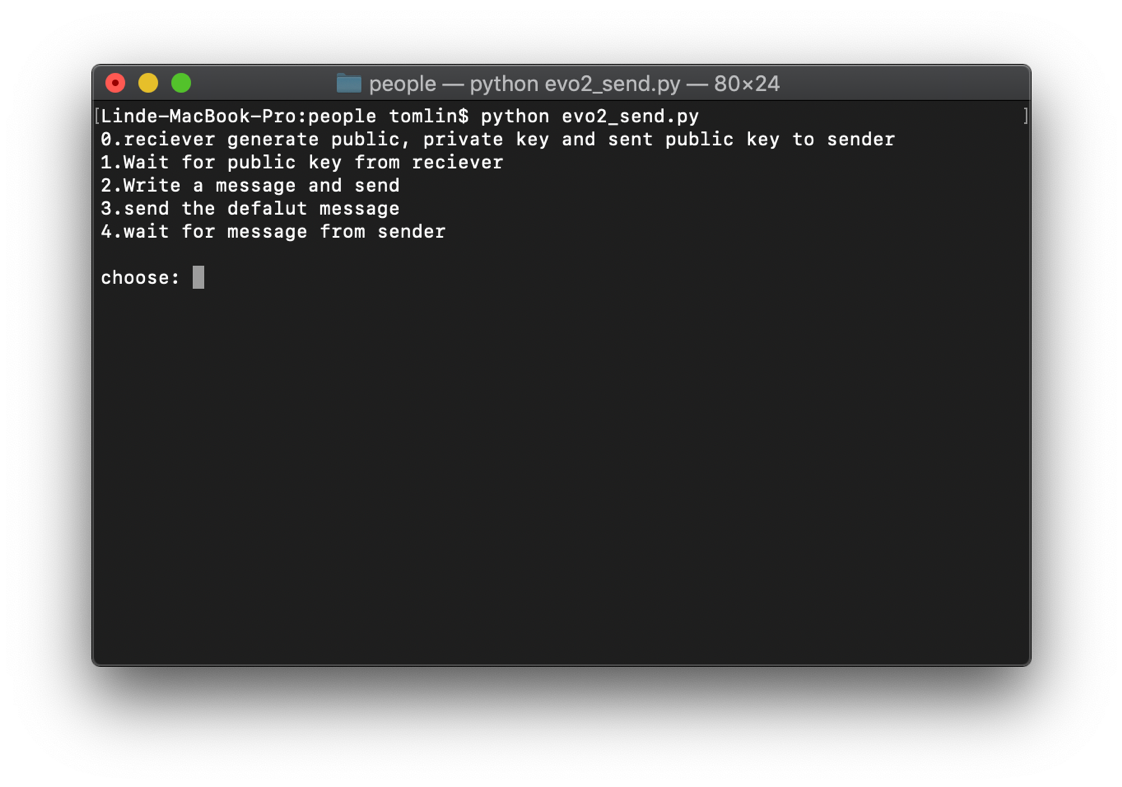 people — python evo2_send.py — 80×24
[Linde-MacBook-Pro:people tomlin$ python evo2_send.py ]
0.reciever generate public, private key and sent public key to sender
1.Wait for public key from reciever
2.Write a message and send
3.send the defalut message
4.wait for message from sender
choose: